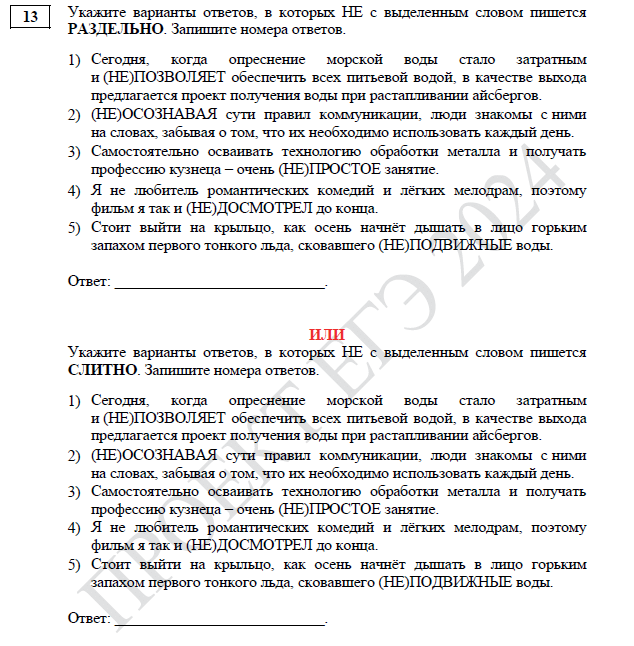 13
Укажите варианты ответов, в которых НЕ с выделенным словом пишется
РАЗДЕЛЬНО. Запишите номера ответов.
1) Сегодня, когда опреснение морской воды стало затратным
и (НЕ)ПОЗВОЛЯЕТ обеспечить всех питьевой водой, в качестве выхода
предлагается проект получения воды при растапливании айсбергов.
2) (НЕ)ОСОЗНАВАЯ сути правил коммуникации, люди знакомы с ними
на словах, забывая о том, что их необходимо использовать каждый день.
3) Самостоятельно осваивать технологию обработки металла и получать
профессию кузнеца – очень (НЕ)ПРОСТОЕ занятие.
4) Я не любитель романтических комедий и лёгких мелодрам, поэтому
фильм я так и (НЕ)ДОСМОТРЕЛ до конца.
5) Стоит выйти на крыльцо, как осень начнёт дышать в лицо горьким
запахом первого тонкого льда, сковавшего (НЕ)ПОДВИЖНЫЕ воды.
Ответ: ___________________________.
ИЛИ
Укажите варианты ответов, в которых НЕ с выделенным словом пишется
СЛИТНО. Запишите номера ответов.
1) Сегодня, когда опреснение морской воды стало затратным
и (НЕ)ПОЗВОЛЯЕТ обеспечить всех питьевой водой, в качестве выхода
предлагается проект получения воды при растапливании айсбергов.
2) (НЕ)ОСОЗНАВАЯ сути правил коммуникации, люди знакомы с ними
на словах, забывая о том, что их необходимо использовать каждый день.
3) Самостоятельно осваивать технологию обработки металла и получать
профессию кузнеца – очень (НЕ)ПРОСТОЕ занятие.
4) Я не любитель романтических комедий и лёгких мелодрам, поэтому
фильм я так и (НЕ)ДОСМОТРЕЛ до конца.
5) Стоит выйти на крыльцо, как осень начнёт дышать в лицо горьким
запахом первого тонкого льда, сковавшего (НЕ)ПОДВИЖНЫЕ воды.
Ответ: ___________________________.
ПРОЕКТ ЕГЭ 2024